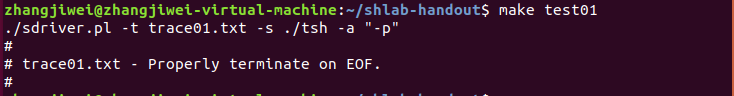 zhangjiwei@zhangjiwei-virtual-machine:~/shlab-handout$ make test01
./sdriver.pl -t trace01.txt -s ./tsh -a "-p"
#
# trace01.txt - Properly terminate on EOF.
#